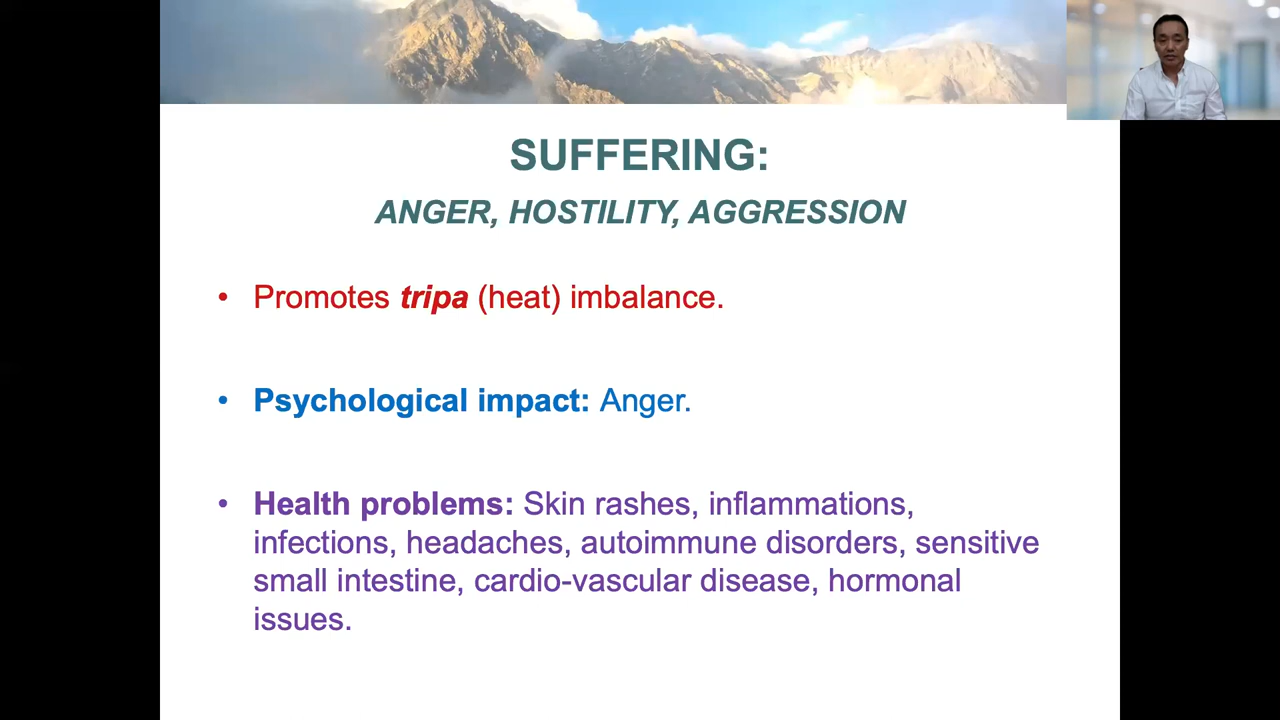 SUFFERING:
ANGER, HOSTILITY, AGGRESSION
• Promotes tripa (heat) imbalance.
• Psychological impact: Anger.
• Health problems: Skin rashes, inflammations,
infections, headaches, autoimmune disorders, sensitive
small intestine, cardio-vascular disease, hormonal
issues.